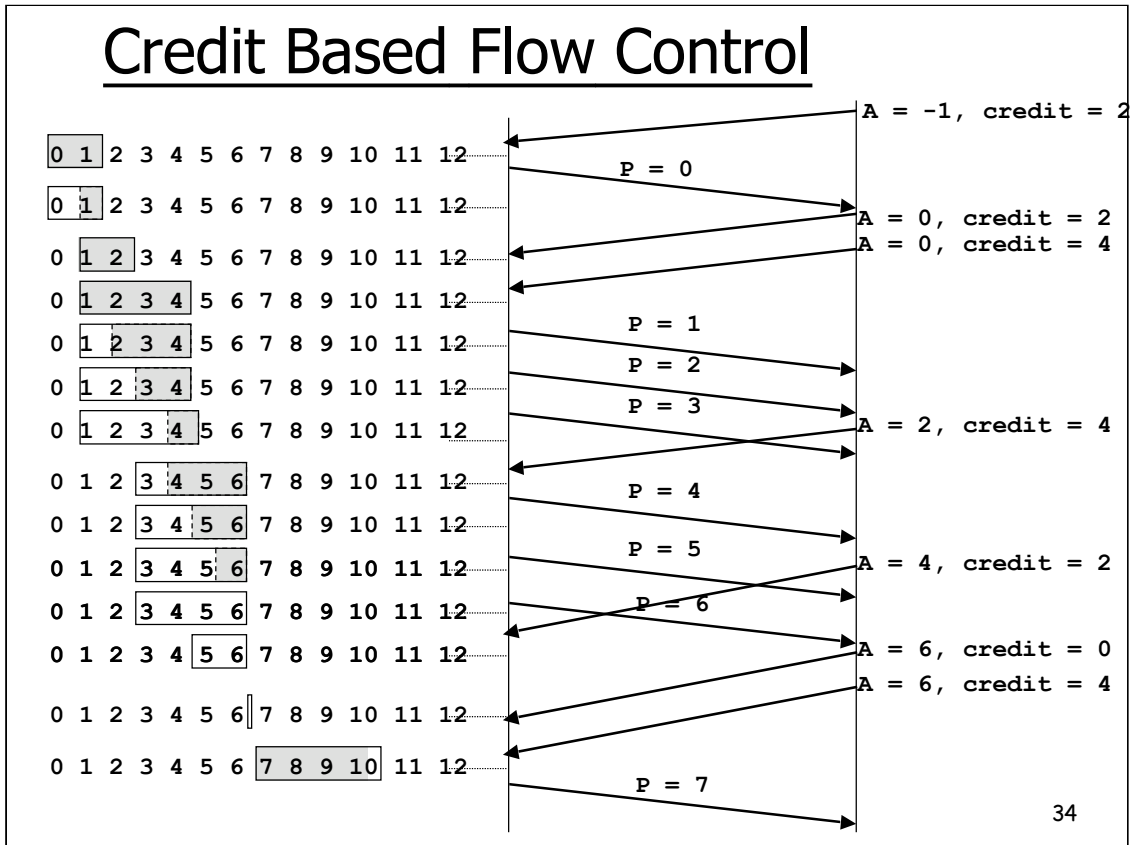 Credit Based Flow Control
A = -1, credit = 2
0 1 2 3 4 5 6 7 8 9 10 11 12
P = 0
0 1 2 3 4 5 6 7 8 9 10 11 12
A = 0, credit = 2
A = 0, credit = 4
0 1 2 3 4 5 6 7 8 9 10 11 12
0 1 2 3 4 5 6 7 8 9 10 11 12
P = 1
0 1 2 3 4 5 6 7 8 9 10 11 12
P = 2
0 1 2 3 4 5 6 7 8 9 10 11 12
P = 3
A = 2, credit = 4
0 1 2 3 4 5 6 7 8 9 10 11 12
0 1 2 3 4 5 6 7 8 9 10 11 12
P = 4
0 1 2 3 4 5 6 7 8 9 10 11 12
P = 5
A = 4, credit = 2
0 1 2 3 4 5 6 7 8 9 10 11 12
P = 6
0 1 2 3 4 5 6 7 8 9 10 11 12
A = 6, credit = 0
0 1 2 3 4 5 6 7 8 9 10 11 12
A = 6, credit = 4
0 1 2 3 4 5 6 7 8 9 10 11 12
0 1 2 3 4 5 6 7 8 9 10 11 12
P = 7
34